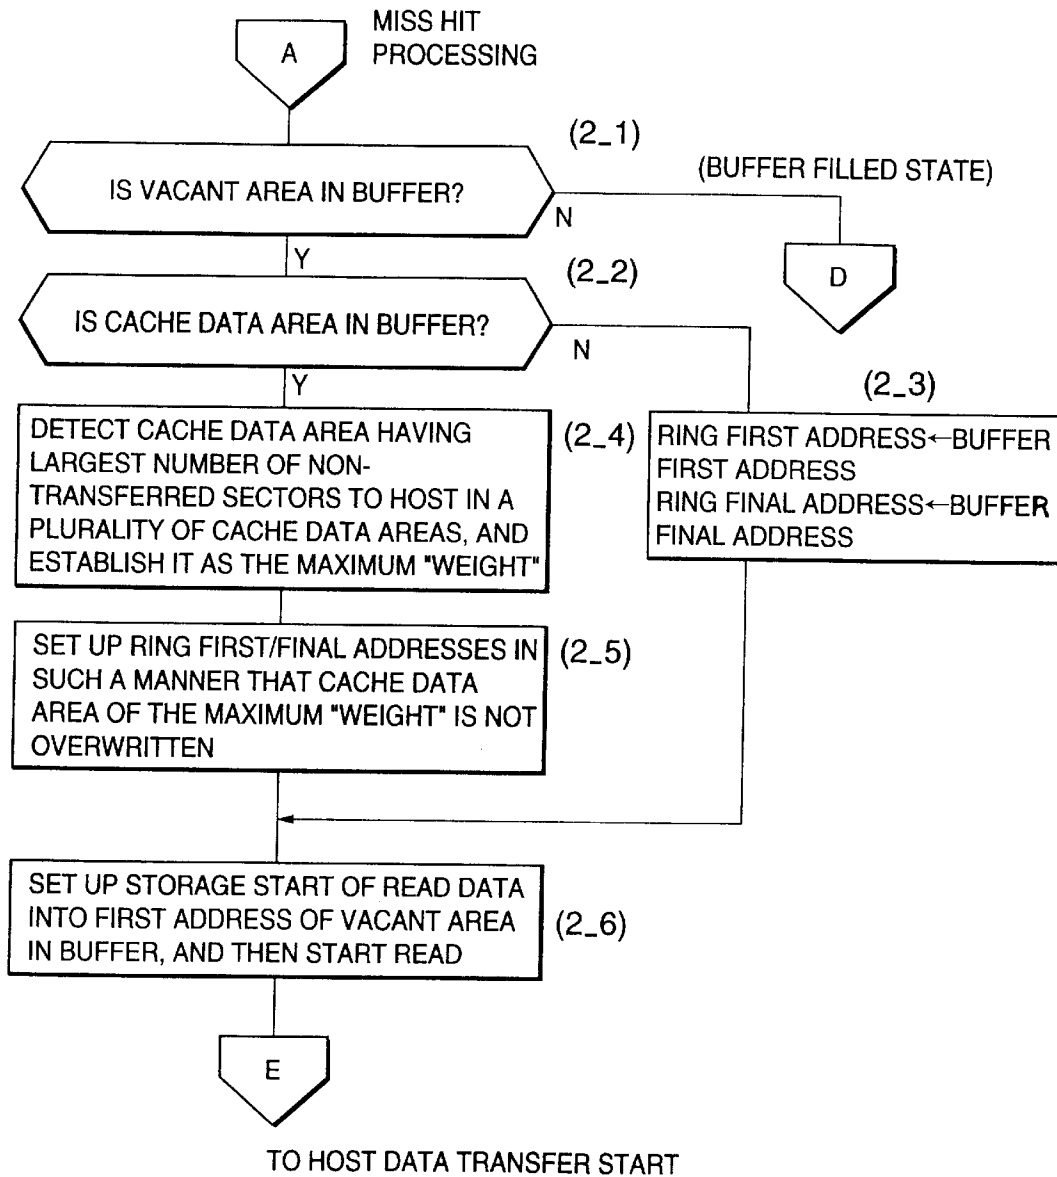 MISS HIT
PROCESSING
A
(2_1)
IS VACANT AREA IN BUFFER?
(BUFFER FILLED STATE)
N
Y
D
(2_2)
IS CACHE DATA AREA IN BUFFER?
N
Y
(2_3)
RING FIRST ADDRESS←BUFFER
FIRST ADDRESS
RING FINAL ADDRESS←BUFFER
FINAL ADDRESS
(2_4)
DETECT CACHE DATA AREA HAVING
LARGEST NUMBER OF NON-
TRANSFERRED SECTORS TO HOST IN A
PLURALITY OF CACHE DATA AREAS, AND
ESTABLISH IT AS THE MAXIMUM "WEIGHT"
(2_5)
SET UP RING FIRST/FINAL ADDRESSES IN
SUCH A MANNER THAT CACHE DATA
AREA OF THE MAXIMUM "WEIGHT" IS NOT
OVERWRITTEN
SET UP STORAGE START OF READ DATA
INTO FIRST ADDRESS OF VACANT AREA
IN BUFFER, AND THEN START READ
(2_6)
E
TO HOST DATA TRANSFER START